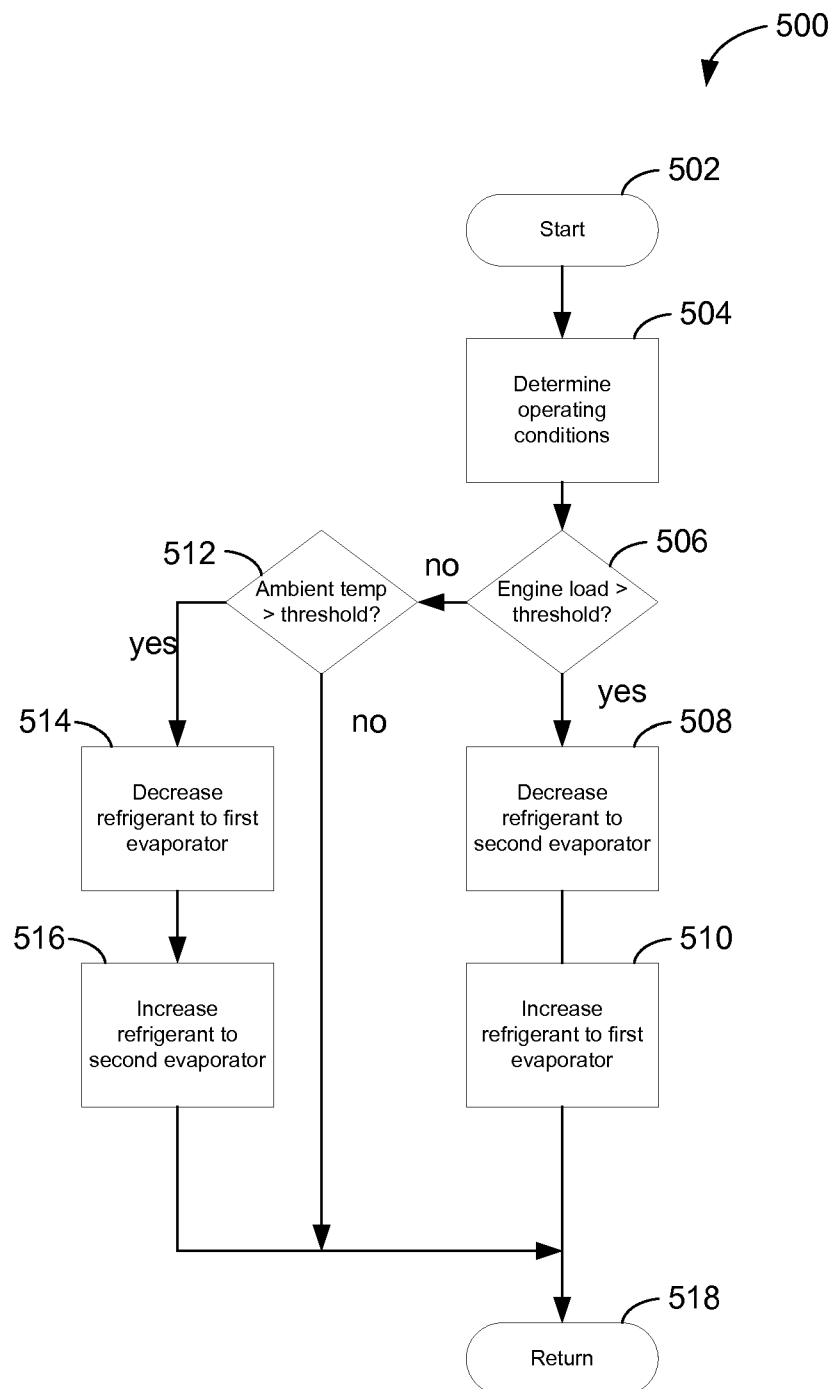 500
502
Start
504
Determine
operating
conditions
506
Engine load >
threshold?
no
512
Ambient temp
> threshold?
yes
no
yes
514
Decrease
refrigerant to first
evaporator
508
Decrease
refrigerant to
second evaporator
516
Increase
refrigerant to
second evaporator
510
Increase
refrigerant to first
evaporator
518
Return